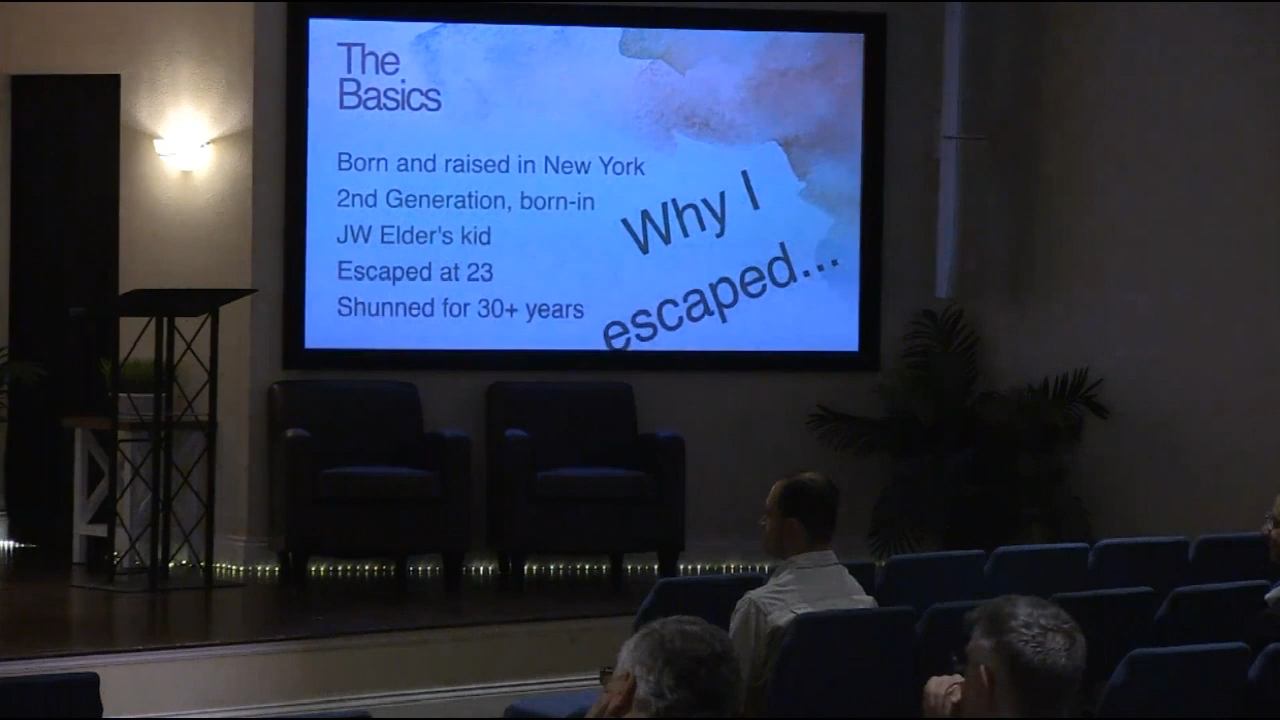 The
Basics
Born and raised in New York
2nd Generation, born-in
JW Elder's kid
Escaped at 23
Shunned for 30+ years
Why I
escaped...